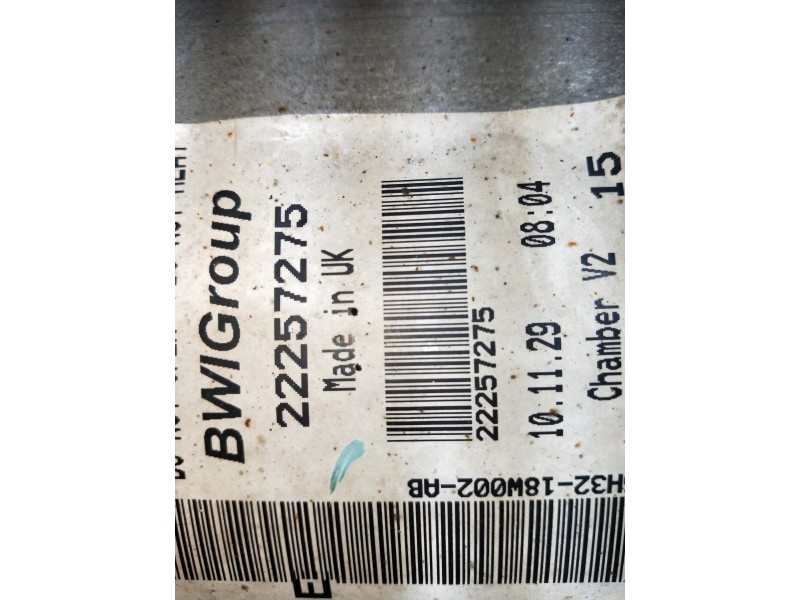 BWIGroup
22257275
Made in UK
22257275
10.11.29 08:04
Chamber V2 15
H32-18W002-AB
E